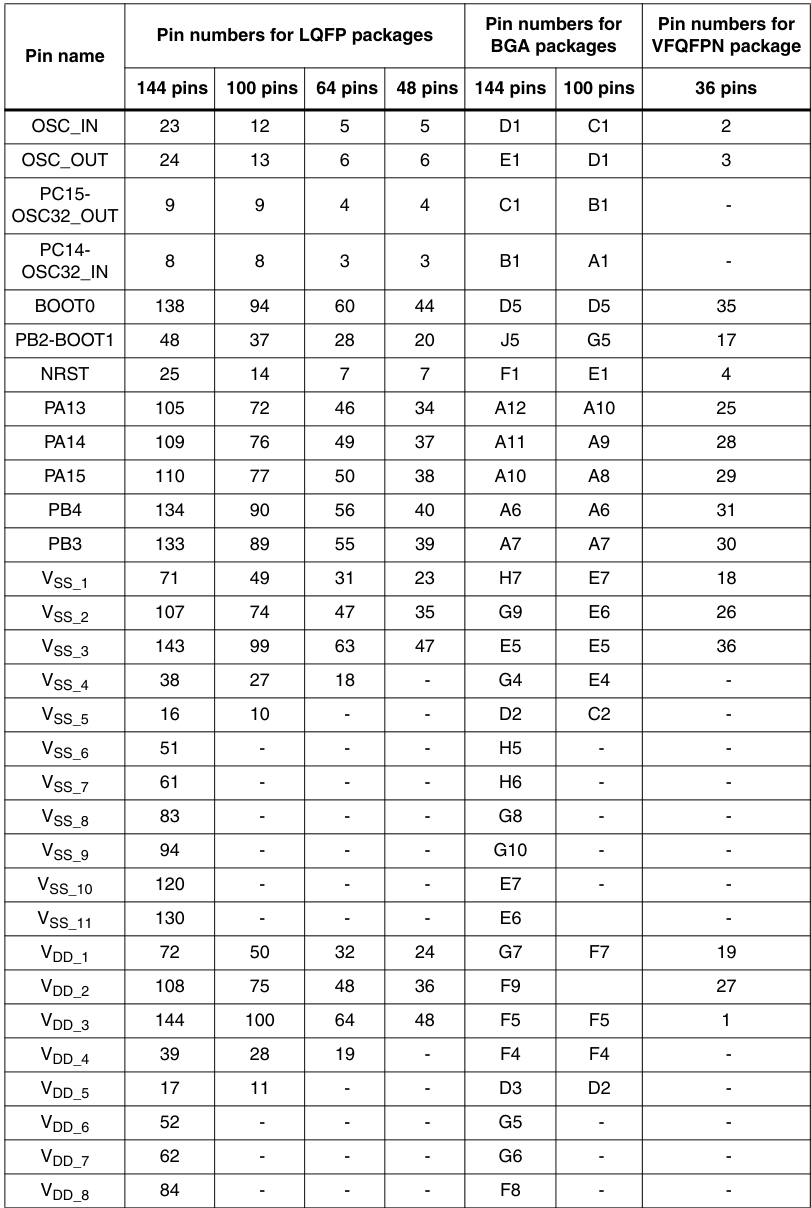 Pin name Pin numbers for LQFP packages Pin numbers for BGA packages Pin numbers for VFQFPN package
144 pins 100 pins 64 pins 48 pins 144 pins 100 pins 36 pins
OSC_IN 23 12 5 5 D1 C1 2
OSC_OUT 24 13 6 6 E1 D1 3
PC15-
OSC32_OUT 9 9 4 4 C1 B1 -
PC14-
OSC32_IN 8 8 3 3 B1 A1 -
BOOT0 138 94 60 44 D5 D5 35
PB2-BOOT1 48 37 28 20 J5 G5 17
NRST 25 14 7 7 F1 E1 4
PA13 105 72 46 34 A12 A10 25
PA14 109 76 49 37 A11 A9 28
PA15 110 77 50 38 A10 A8 29
PB4 134 90 56 40 A6 A6 31
PB3 133 89 55 39 A7 A7 30
VSS_1 71 49 31 23 H7 E7 18
VSS_2 107 74 47 35 G9 E6 26
VSS_3 143 99 63 47 E5 E5 36
VSS_4 38 27 18 - G4 E4 -
VSS_5 16 10 - - D2 C2 -
VSS_6 51 - - - H5 - -
VSS_7 61 - - - H6 - -
VSS_8 83 - - - G8 - -
VSS_9 94 - - - G10 - -
VSS_10 120 - - - E7 - -
VSS_11 130 - - - E6 -
VDD_1 72 50 32 24 G7 F7 19
VDD_2 108 75 48 36 F9 27
VDD_3 144 100 64 48 F5 F5 1
VDD_4 39 28 19 - F4 F4 -
VDD_5 17 11 - - D3 D2 -
VDD_6 52 - - - G5 - -
VDD_7 62 - - - G6 - -
VDD_8 84 - - - F8 - -